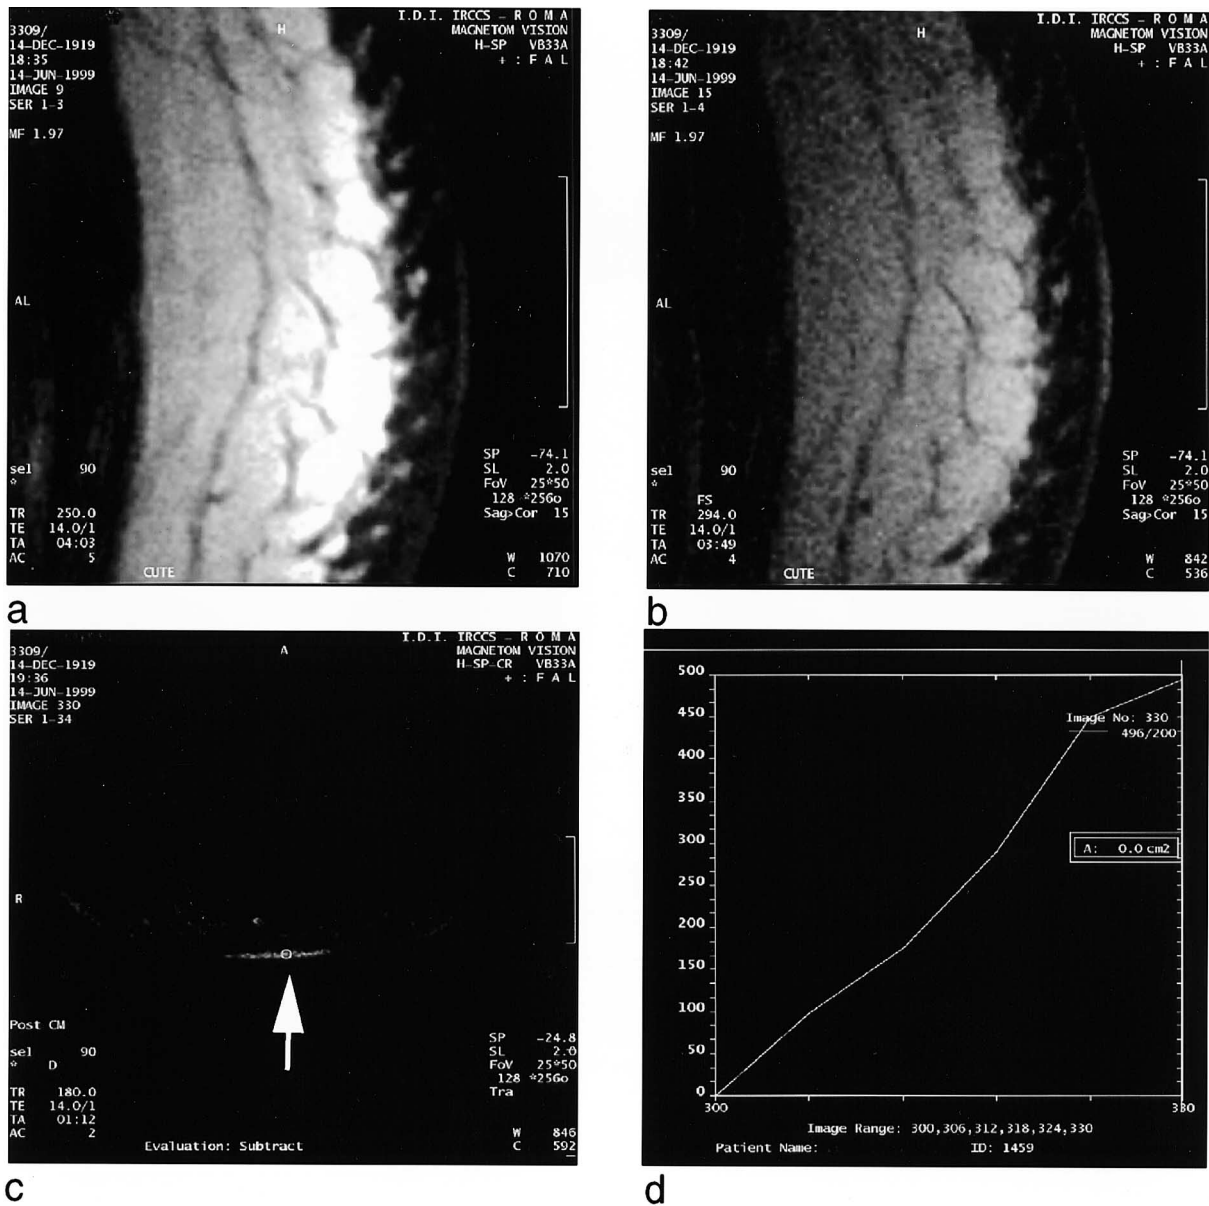 I.D.I. IRCCS – R O M A
3309/
H
MAGNETOM VISION
14-DEC-1919
H-SP VB33A
18:35
+ : F A L
14-JUN-1999
IMAGE 9
SER 1-3
MF 1.97
AL
sel 90
*
TR 250.0
TE 14.0/1
TA 04:03
AC 5
CUTE
SP -74.1
SL 2.0
FoV 25*50
128 *256o
Sag>Cor 15
W 1070
C 710
a
I.D.I. IRCCS – R O M A
3309/
H
MAGNETOM VISION
14-DEC-1919
H-SP VB33A
18:42
+ : F A L
14-JUN-1999
IMAGE 15
SER 1-4
MF 1.97
AL
sel 90
*
FS
TR 294.0
TE 14.0/1
TA 03:49
AC 4
CUTE
SP -74.1
SL 2.0
FoV 25*50
128 *256o
Sag>Cor 15
W 842
C 536
b
I.D.I. IRCCS – R O M A
3309/
A
MAGNETOM VISION
14-DEC-1919
H-SP-CR VB33A
19:36
+ : F A L
14-JUN-1999
IMAGE 330
SER 1-34
R
Post CM
sel 90
* D
TR 180.0
TE 14.0/1
TA 01:12
AC 2
Evaluation: Subtract
SP -24.8
SL 2.0
FoV 25*50
128 *256o
Tra
W 846
C 592
c
500
450
400
350
300
250
200
150
100
50
0
Image No: 330
496/200
A: 0.0 cm2
300
330
Image Range: 300,306,312,318,324,330
Patient Name:
ID: 1459
d